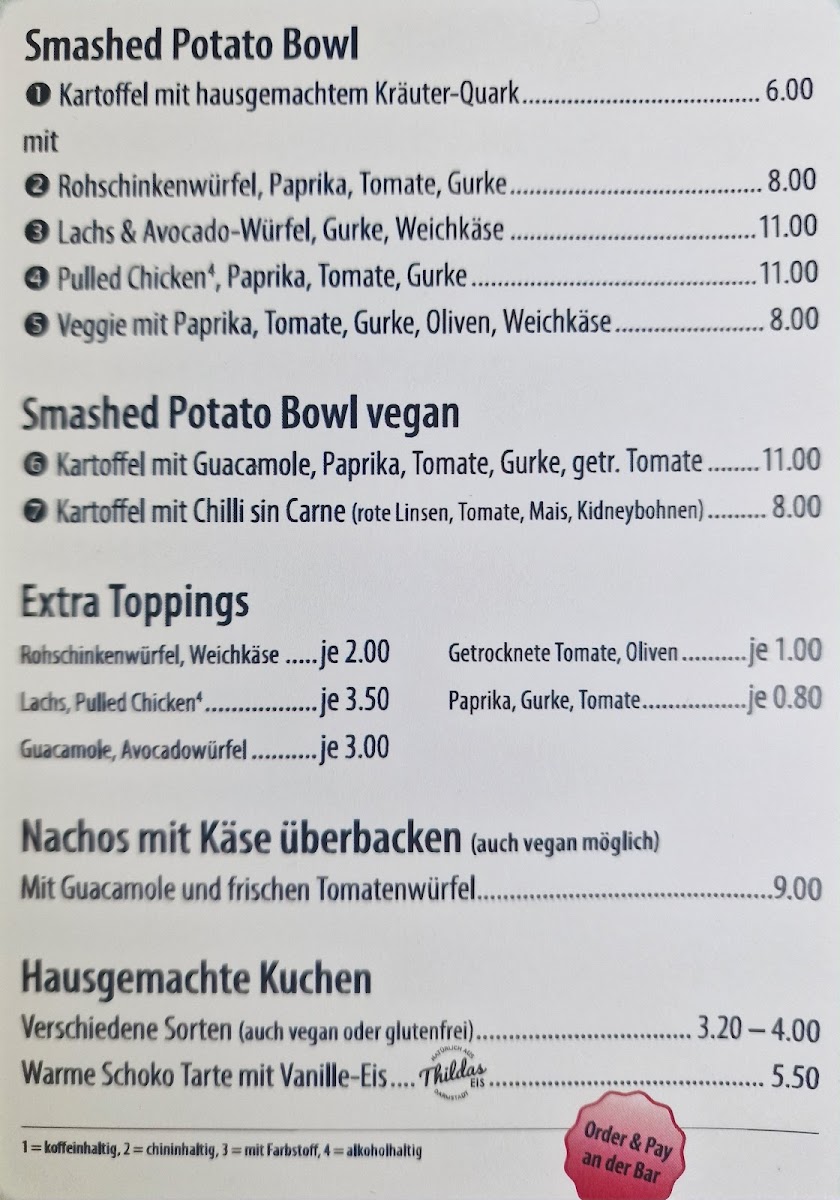 Smashed Potato Bowl
❶ Kartoffel mit hausgemachtem Kräuter-Quark.................................... 6.00
mit
❷ Rohschinkenwürfel, Paprika, Tomate, Gurke...................................... 8.00
❸ Lachs & Avocado-Würfel, Gurke, Weichkäse .....................................11.00
❹ Pulled Chicken⁴, Paprika, Tomate, Gurke...........................................11.00
❺ Veggie mit Paprika, Tomate, Gurke, Oliven, Weichkäse....................... 8.00
Smashed Potato Bowl vegan
❻ Kartoffel mit Guacamole, Paprika, Tomate, Gurke, getr. Tomate ........11.00
❼ Kartoffel mit Chilli sin Carne (rote Linsen, Tomate, Mais, Kidneybohnen) ......... 8.00
Extra Toppings
Rohschinkenwürfel, Weichkäse .....je 2.00 Getrocknete Tomate, Oliven ..........je 1.00
Lachs, Pulled Chicken⁴.................je 3.50 Paprika, Gurke, Tomate................je 0.80
Guacamole, Avocadowürfel ..........je 3.00
Nachos mit Käse überbacken (auch vegan möglich)
Mit Guacamole und frischen Tomatenwürfel.............................................9.00
Hausgemachte Kuchen
Verschiedene Sorten (auch vegan oder glutenfrei)................................. 3.20 – 4.00
Warme Schoko Tarte mit Vanille-Eis.... NATÜRLICH AUS Thildas EIS DARMSTADT .......................................... 5.50
1 = koffeinhaltig, 2 = chininhaltig, 3 = mit Farbstoff, 4 = alkoholhaltig
Order & Pay
an der Bar